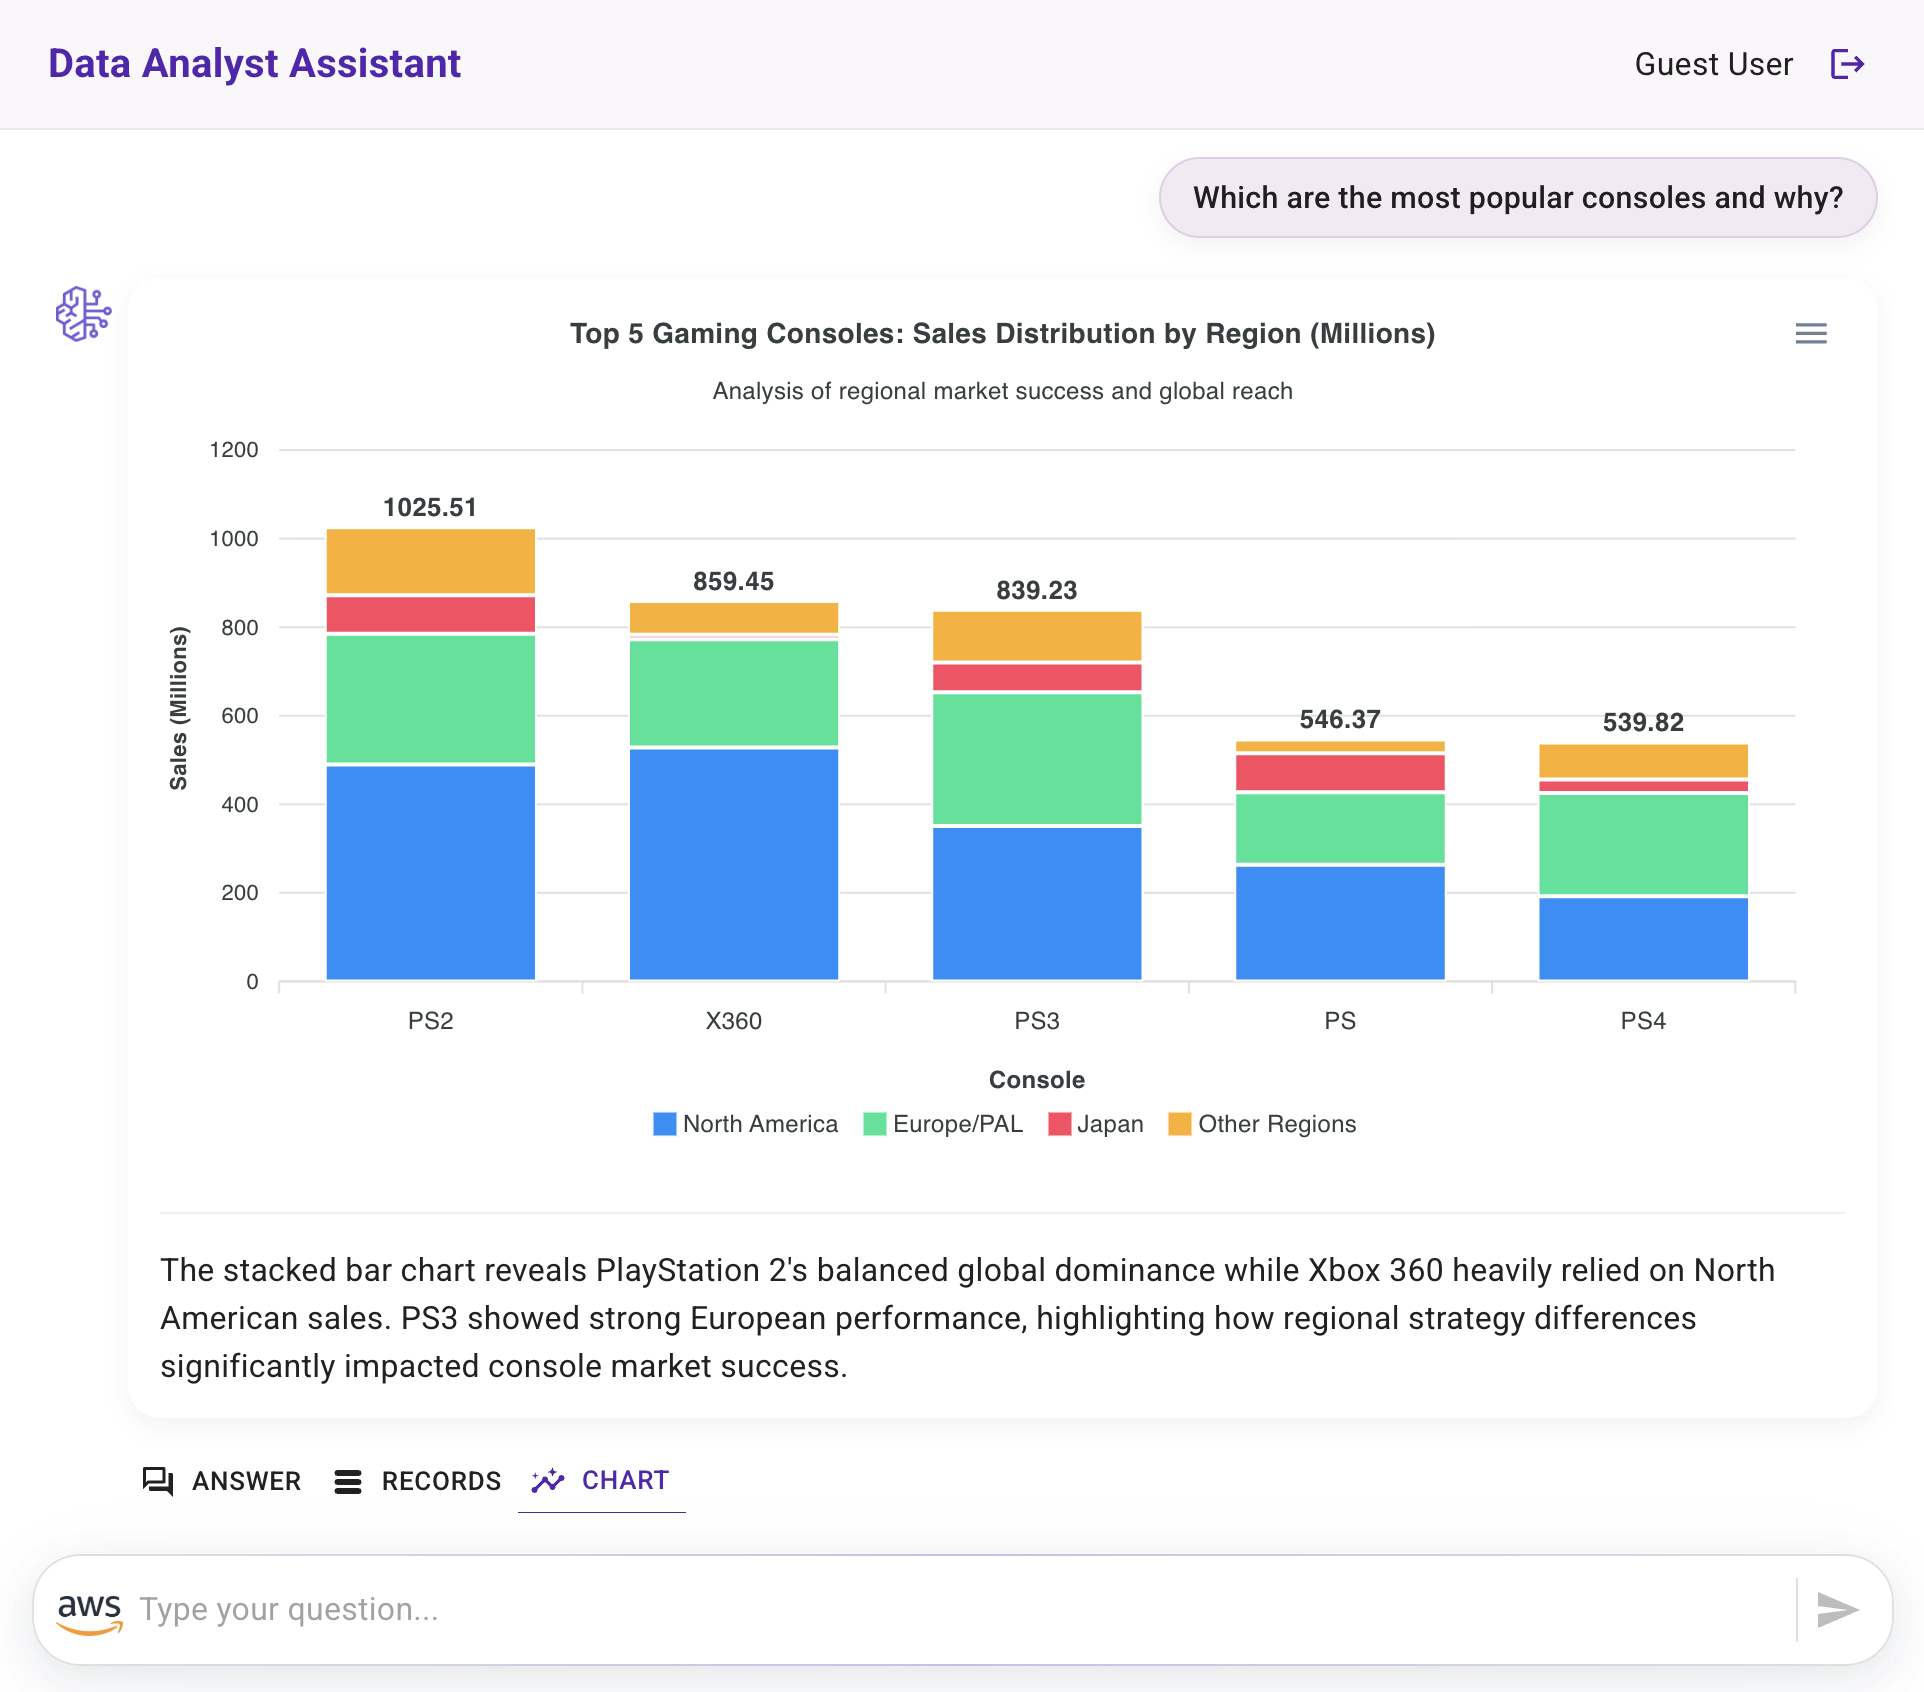 Data Analyst Assistant
Guest User
Which are the most popular consoles and why?
Top 5 Gaming Consoles: Sales Distribution by Region (Millions)
Analysis of regional market success and global reach
Sales (Millions)
1200
1000
800
600
400
200
0
1025.51
859.45
839.23
546.37
539.82
PS2 X360 PS3 PS PS4
Console
North America Europe/PAL Japan Other Regions
The stacked bar chart reveals PlayStation 2's balanced global dominance while Xbox 360 heavily relied on North
American sales. PS3 showed strong European performance, highlighting how regional strategy differences
significantly impacted console market success.
ANSWER RECORDS CHART
aws Type your question...